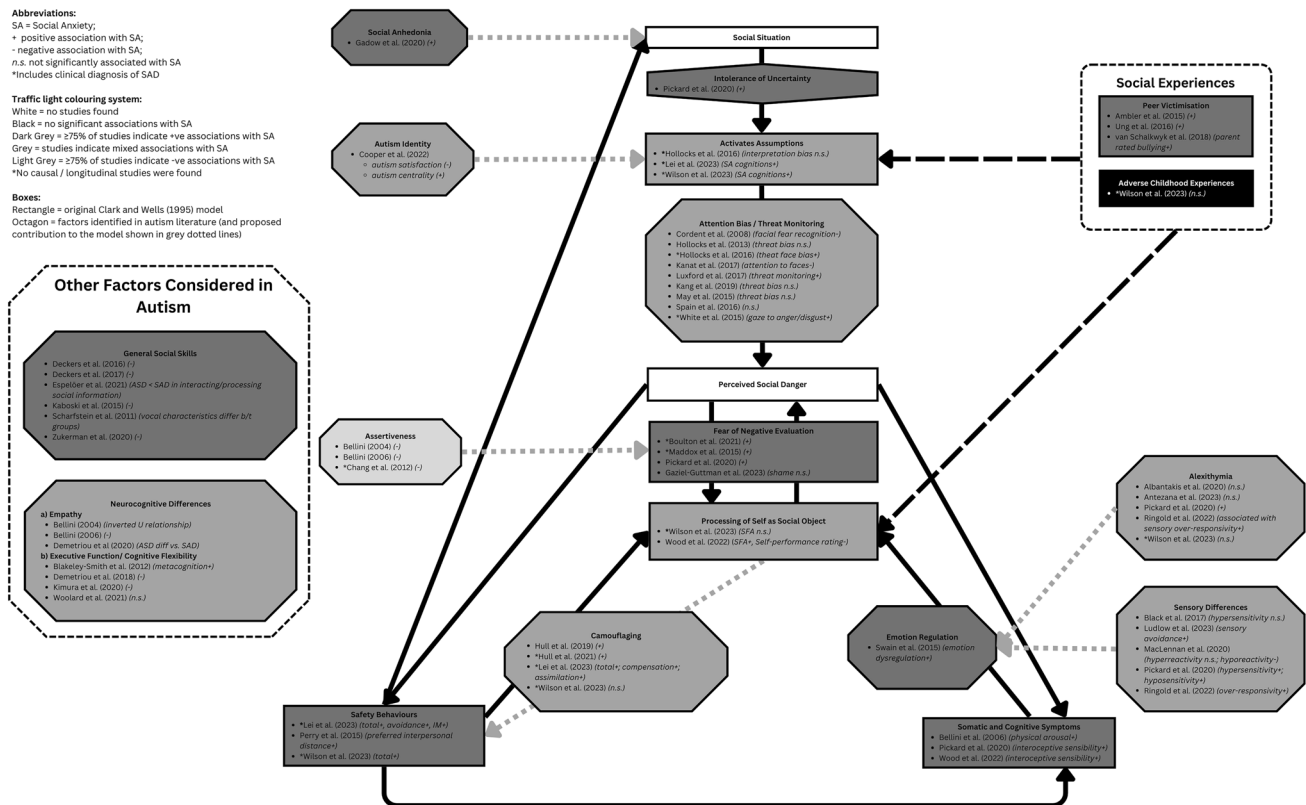 Abbreviations:
SA = Social Anxiety;
+ positive association with SA;
- negative association with SA;
n.s. not significantly associated with SA
*Includes clinical diagnosis of SAD
Traffic light colouring system:
White = no studies found
Black = no significant associations with SA
Dark Grey = ≥75% of studies indicate +ve associations with SA
Grey = studies indicate mixed associations with SA
Light Grey = ≥75% of studies indicate -ve associations with SA
*No causal / longitudinal studies were found
Boxes:
Rectangle = original Clark and Wells (1995) model
Octagon = factors identified in autism literature (and proposed
contribution to the model shown in grey dotted lines)
Other Factors Considered in
Autism
General Social Skills
• Deckers et al. (2016) (-)
• Deckers et al. (2017) (-)
• Espelöer et al. (2021) (ASD < SAD in interacting/processing
social information)
• Kaboski et al. (2015) (-)
• Scharfstein et al. (2011) (vocal characteristics differ b/t
groups)
• Zukerman et al. (2020) (-)
Neurocognitive Differences
a) Empathy
• Bellini (2004) (inverted U relationship)
• Bellini (2006) (-)
• Demetriou et al (2020) (ASD diff vs. SAD)
b) Executive Function/ Cognitive Flexibility
• Blakeley-Smith et al. (2012) (metacognition+)
• Demetriou et al. (2018) (-)
• Kimura et al. (2020) (-)
• Woolard et al. (2021) (n.s.)
Social Anhedonia
• Gadow et al. (2020) (+)
Autism Identity
• Cooper et al. (2022)
○ autism satisfaction (-)
○ autism centrality (+)
Assertiveness
• Bellini (2004) (-)
• Bellini (2006) (-)
• *Chang et al. (2012) (-)
Social Situation
Intolerance of Uncertainty
• Pickard et al. (2020) (+)
Activates Assumptions
• *Hollocks et al. (2016) (interpretation bias n.s.)
• *Lei et al. (2023) (SA cognitions+)
• *Wilson et al. (2023) (SA cognitions+)
Attention Bias / Threat Monitoring
• Cordent et al. (2008) (facial fear recognition-)
• Hollocks et al. (2013) (threat bias n.s.)
• *Hollocks et al. (2016) (theat face bias+)
• Kanat et al. (2017) (attention to faces-)
• Luxford et al. (2017) (threat monitoring+)
• Kang et al. (2019) (threat bias n.s.)
• May et al. (2015) (threat bias n.s.)
• Spain et al. (2016) (n.s.)
• *White et al. (2015) (gaze to anger/disgust+)
Perceived Social Danger
Fear of Negative Evaluation
• *Boulton et al. (2021) (+)
• *Maddox et al. (2015) (+)
• Pickard et al. (2020) (+)
• Gaziel-Guttman et al. (2023) (shame n.s.)
Processing of Self as Social Object
• *Wilson et al. (2023) (SFA n.s.)
• Wood et al. (2022) (SFA+, Self-performance rating-)
Camouflaging
• Hull et al. (2019) (+)
• *Hull et al. (2021) (+)
• *Lei et al. (2023) (total+; compensation+;
assimilation+)
• *Wilson et al. (2023) (n.s.)
Safety Behaviours
• *Lei et al. (2023) (total+, avoidance+, IM+)
• Perry et al. (2015) (preferred interpersonal
distance+)
• *Wilson et al. (2023) (total+)
Social Experiences
Peer Victimisation
• Ambler et al. (2015) (+)
• Ung et al. (2016) (+)
• van Schalkwyk et al. (2018) (parent
rated bullying+)
Adverse Childhood Experiences
• *Wilson et al. (2023) (n.s.)
Alexithymia
• Albantakis et al. (2020) (n.s.)
• Antezana et al. (2023) (n.s.)
• Pickard et al. (2020) (+)
• Ringold et al. (2022) (associated with
sensory over-responsivity+)
• *Wilson et al. (2023) (n.s.)
Sensory Differences
• Black et al. (2017) (hypersensitivity n.s.)
• Ludlow et al. (2023) (sensory
avoidance+)
• MacLennan et al. (2020)
(hyperreactivity n.s.; hyporeactivity-)
• Pickard et al. (2020) (hypersensitivity+;
hyposensitivity+)
• Ringold et al. (2022) (over-responsivity+)
Emotion Regulation
• Swain et al. (2015) (emotion
dysregulation+)
Somatic and Cognitive Symptoms
• Bellini et al. (2006) (physical arousal+)
• Pickard et al. (2020) (interoceptive sensibility+)
• Wood et al. (2022) (interoceptive sensibility+)